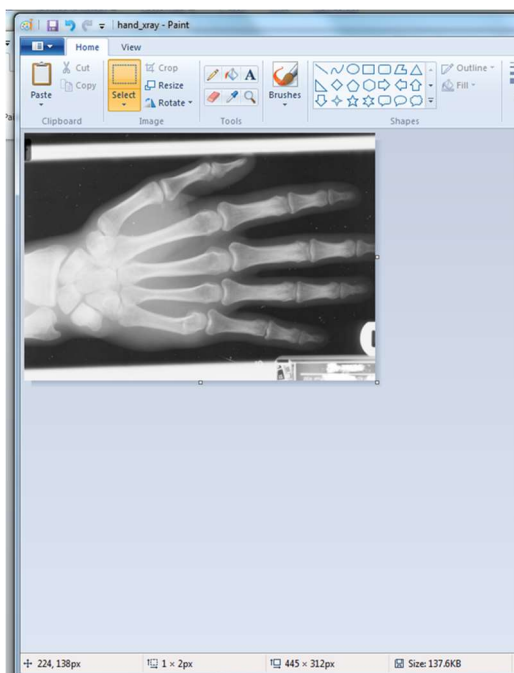 hand_xray - Paint
Home View
Paste
Cut
Copy
Clipboard
Select
Crop
Resize
Rotate
Image
A
Tools
Brushes
Outline
Fill
Shapes
224, 138px 1 × 2px 445 × 312px Size: 137.6KB